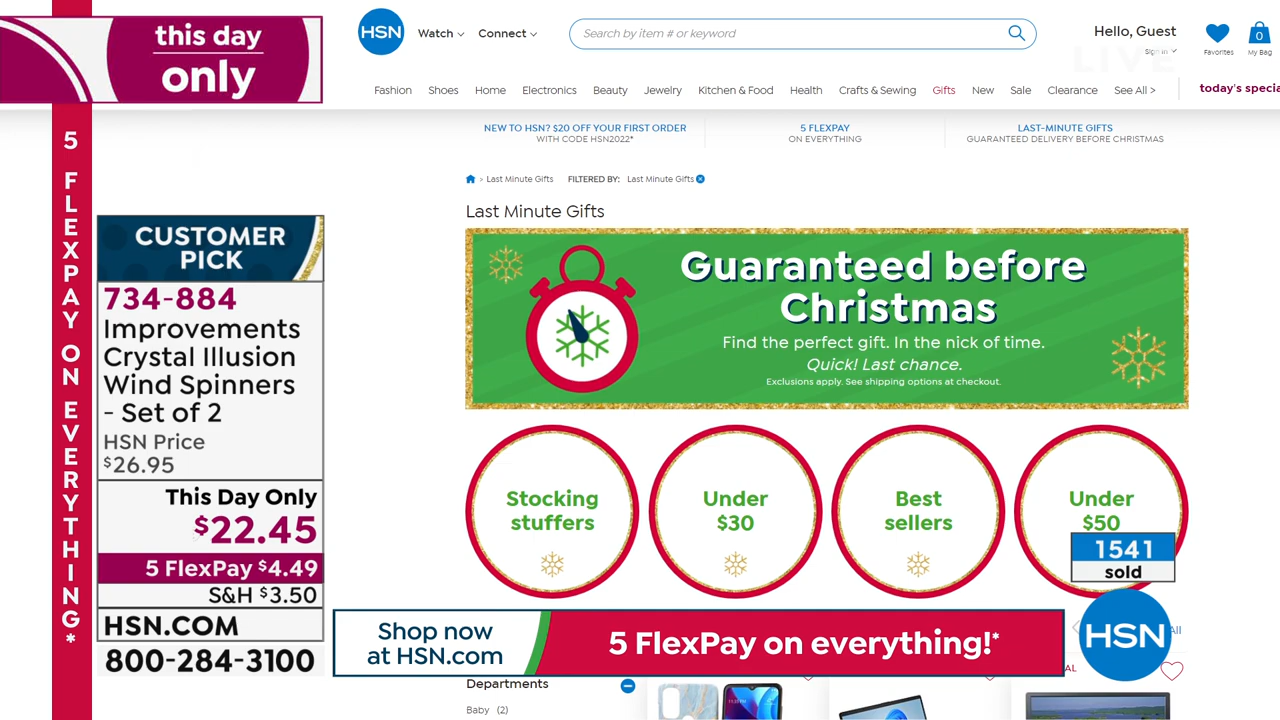 this day
only
5 FLEXPAY ON EVERYTHING*
CUSTOMER
PICK
734-884
Improvements
Crystal Illusion
Wind Spinners
- Set of 2
HSN Price
$26.95
This Day Only
$22.45
5 FlexPay $4.49
S&H $3.50
HSN.COM
800-284-3100
HSN
Watch
Connect
Search by item # or keyword
Hello, Guest
Sign In
LIVE
Favorites
0
My Bag
Fashion Shoes Home Electronics Beauty Jewelry Kitchen & Food Health Crafts & Sewing Gifts New Sale Clearance See All > today's specia
NEW TO HSN? $20 OFF YOUR FIRST ORDER
WITH CODE HSN2022*
5 FLEXPAY
ON EVERYTHING
LAST-MINUTE GIFTS
GUARANTEED DELIVERY BEFORE CHRISTMAS
> Last Minute Gifts FILTERED BY: Last Minute Gifts
Last Minute Gifts
Guaranteed before
Christmas
Find the perfect gift. In the nick of time.
Quick! Last chance.
Exclusions apply. See shipping options at checkout.
Stocking
stuffers
Under
$30
Best
sellers
Under
$50
1541
sold
Shop now
at HSN.com
5 FlexPay on everything!*
HSN
All
Departments
Baby (2)